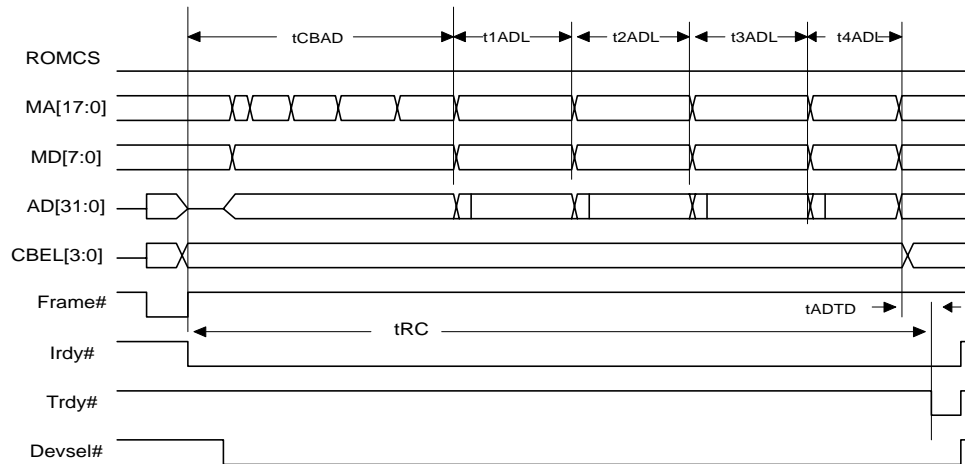 tCBAD t1ADL t2ADL t3ADL t4ADL
ROMCS
MA[17:0]
MD[7:0]
AD[31:0]
CBEL[3:0]
Frame#
tADTD
tRC
Irdy#
Trdy#
Devsel#